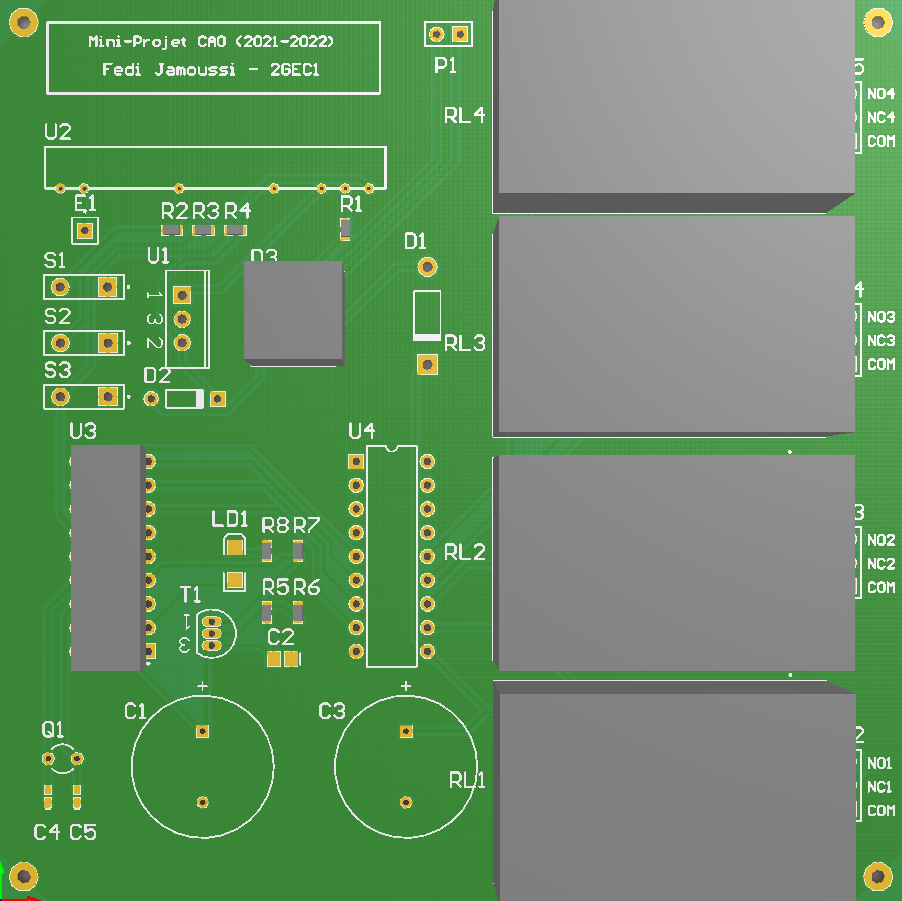 Mini-Projet CAO (2021-2022)
Fedi Jamoussi - 2GEC1
P1
5
RL4
NO4
NC4
COM
U2
E1
R2 R3 R4
R1
S1
U1
D3
D1
4
S2
1 3 2
NO3
RL3
NC3
COM
S3
D2
U3
U4
LD1
R8 R7
3
RL2
NO2
NC2
COM
T1
R5 R6
1
3
C2
C1
C3
Q1
2
NO1
RL1
NC1
COM
C4 C5